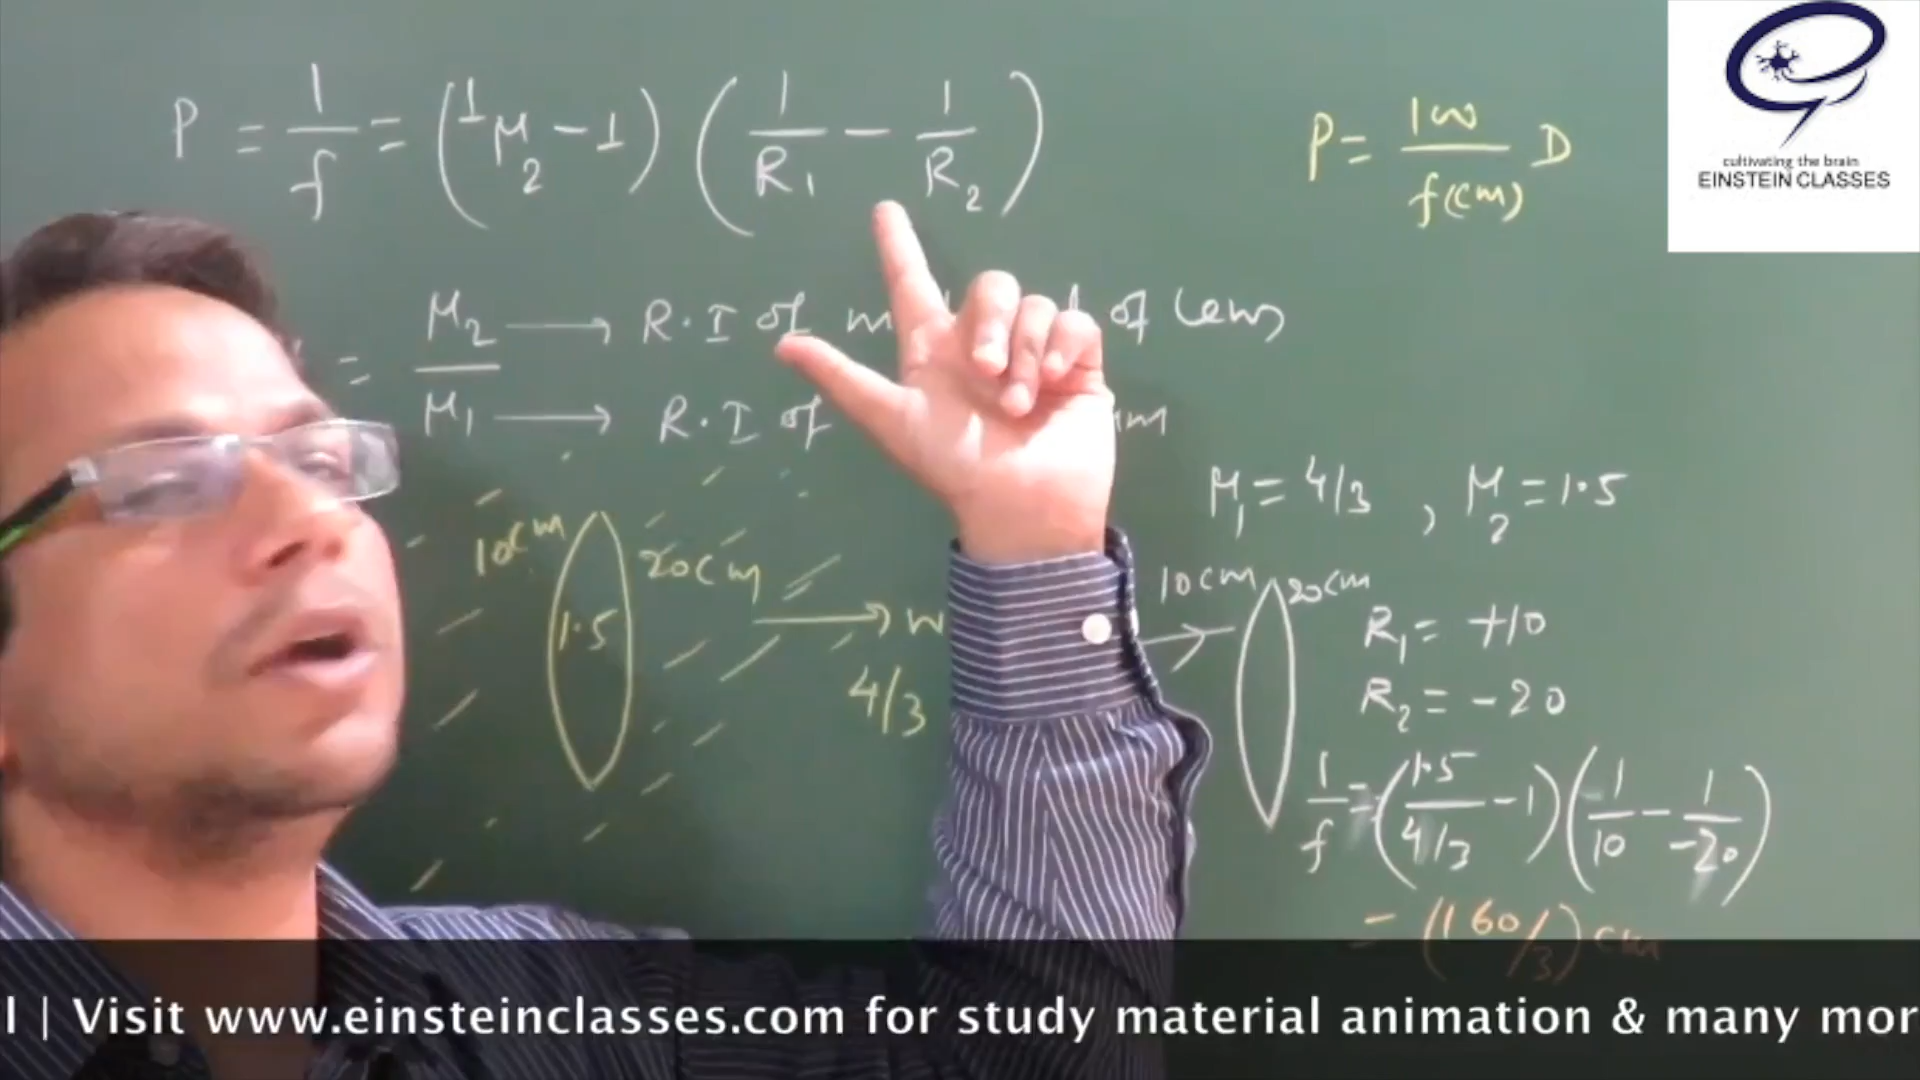 P = 1/f = (¹μ₂ - 1) (1/R₁ - 1/R₂)
P = 100/f(cm) D
cultivating the brain
EINSTEIN CLASSES
= μ₂ → R.I of of lens
μ₁ → R.I of
10cm 20cm
1.5
4/3
μ₁ = 4/3 , μ₂ = 1.5
10cm 20cm
R₁ = +10
R₂ = -20
1/f = (1.5/4/3 - 1) (1/10 - 1/-20)
(160/3) cm
| Visit www.einsteinclasses.com for study material animation & many mor